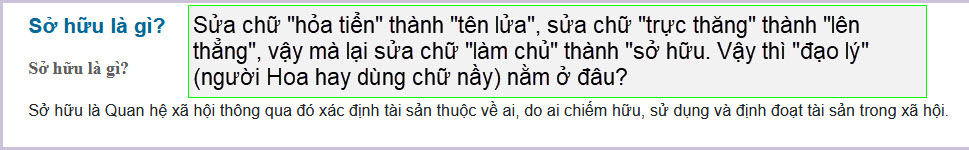 Sở hữu là gì?
Sửa chữ "hỏa tiển" thành "tên lửa", sửa chữ "trực thăng" thành "lên
thẳng", vậy mà lại sửa chữ "làm chủ" thành "sở hữu. Vậy thì "đạo lý"
(người Hoa hay dùng chữ nầy) nằm ở đâu?
Sở hữu là gì?
Sở hữu là Quan hệ xã hội thông qua đó xác định tài sản thuộc về ai, do ai chiếm hữu, sử dụng và định đoạt tài sản trong xã hội.